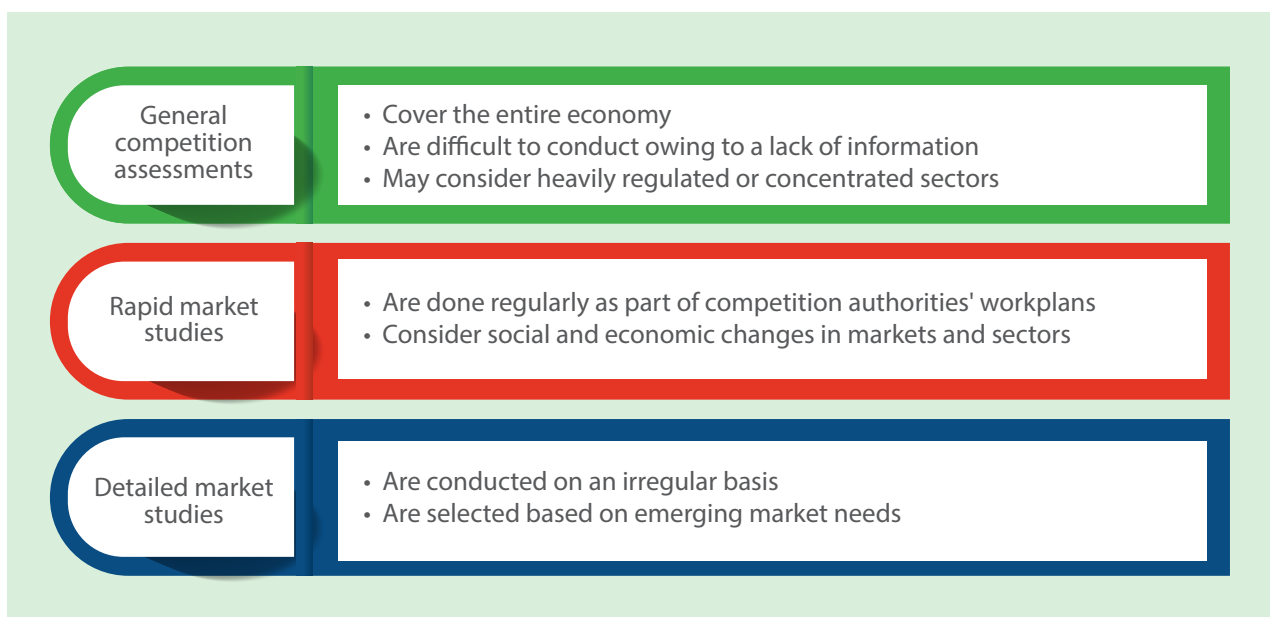 General
competition
assessments
• Cover the entire economy
• Are difficult to conduct owing to a lack of information
• May consider heavily regulated or concentrated sectors
Rapid market
studies
• Are done regularly as part of competition authorities' workplans
• Consider social and economic changes in markets and sectors
Detailed market
studies
• Are conducted on an irregular basis
• Are selected based on emerging market needs